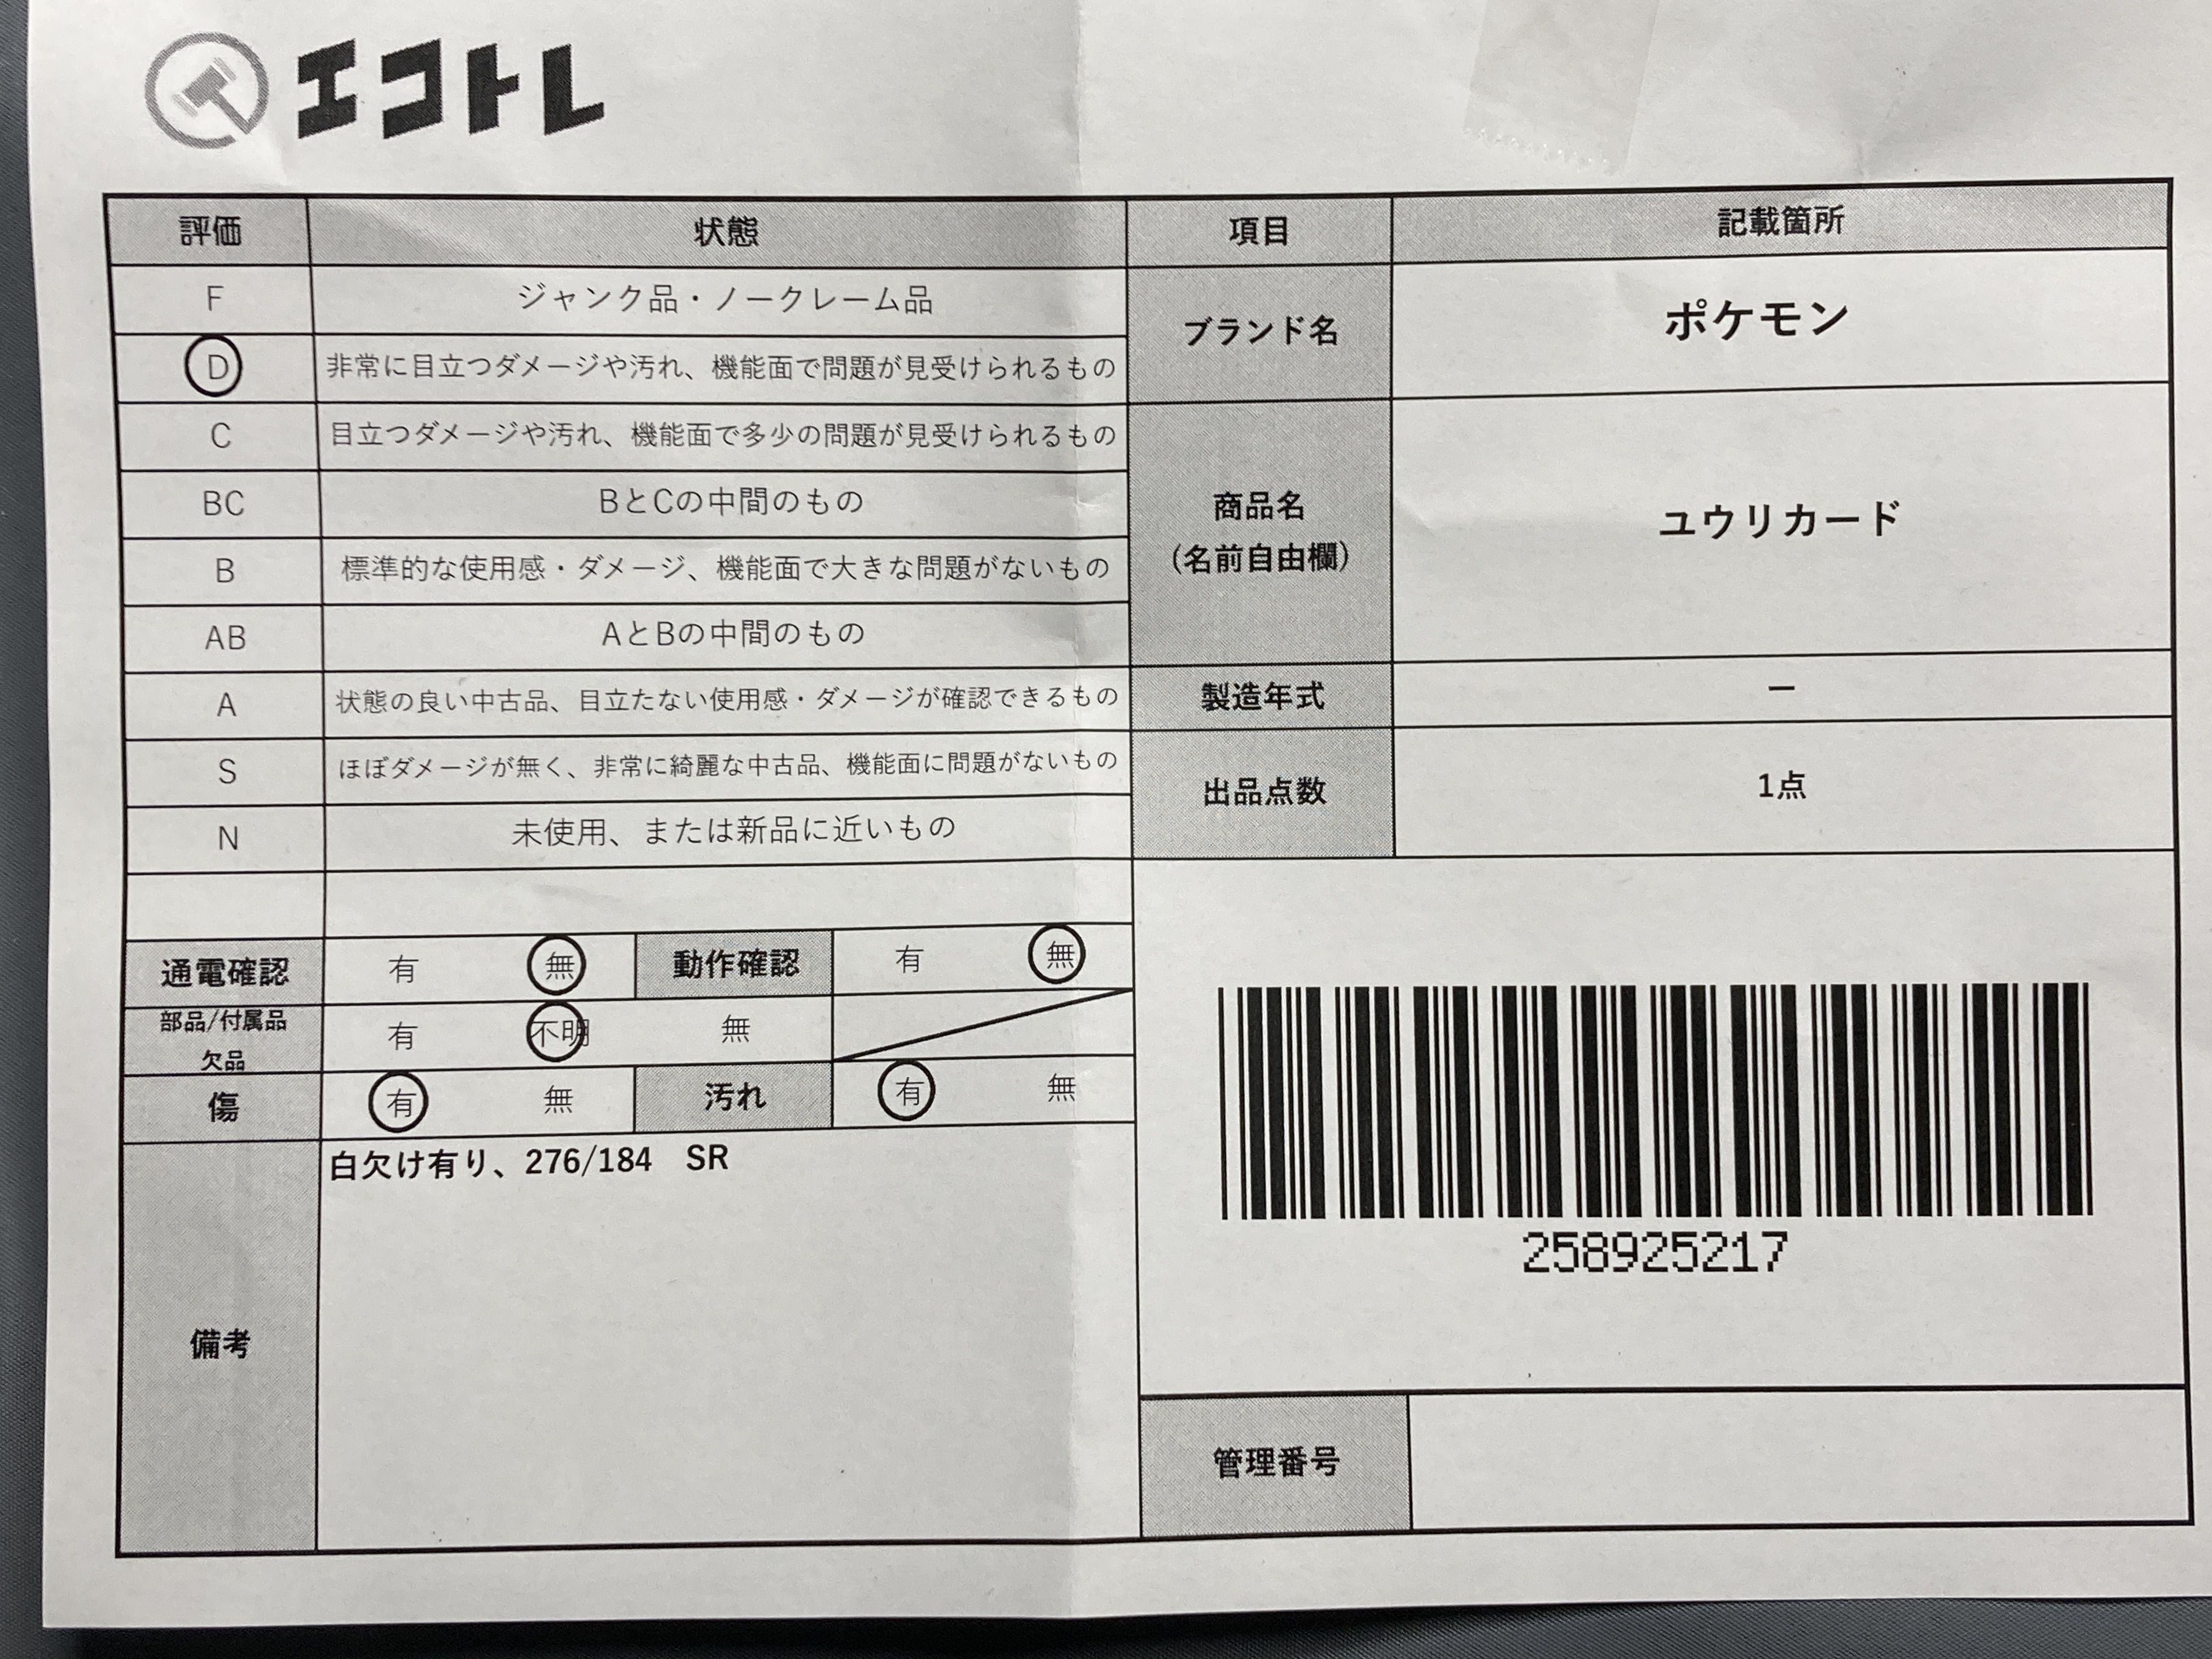 エコトレ
評価 状態 項目 記載箇所
F ジャンク品・ノークレーム品
D 非常に目立つダメージや汚れ、機能面で問題が見受けられるもの
C 目立つダメージや汚れ、機能面で多少の問題が見受けられるもの
BC BとCの中間のもの
B 標準的な使用感・ダメージ、機能面で大きな問題がないもの
AB AとBの中間のもの
A 状態の良い中古品、目立たない使用感・ダメージが確認できるもの
S ほぼダメージが無く、非常に綺麗な中古品、機能面に問題がないもの
N 未使用、または新品に近いもの
ブランド名 ポケモン
商品名
(名前自由欄)
ユウリカード
製造年式 ー
出品点数 1点
通電確認 有 無 動作確認 有 無
部品/付属品
欠品
有 不明 無
傷 有 無 汚れ 有 無
備考
白欠け有り、276/184 SR
258925217
管理番号